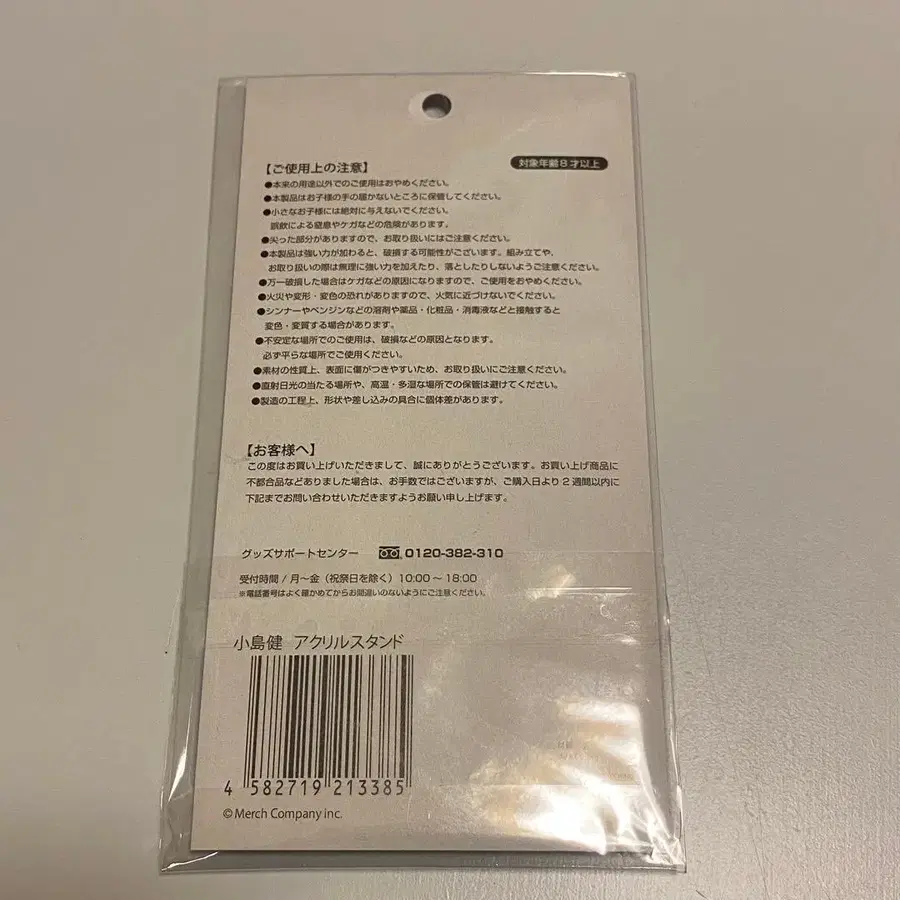 対象年齢8才以上
【ご使用上の注意】
●本来の用途以外でのご使用はおやめください。
●本製品はお子様の手の届かないところに保管してください。
●小さなお子様には絶対に与えないでください。
誤飲による窒息やケガなどの危険があります。
●尖った部分がありますので、お取り扱いにはご注意ください。
●本製品は強い力が加わると、破損する可能性がございます。組み立てや、
お取り扱いの際は無理に強い力を加えたり、落としたりしないようご注意ください。
●万一破損した場合はケガなどの原因になりますので、ご使用をおやめください。
●火災や変形・変色の恐れがありますので、火気に近づけないでください。
●シンナーやベンジンなどの溶剤や薬品・化粧品・消毒液などと接触すると
変色・変質する場合があります。
●不安定な場所でのご使用は、破損などの原因となります。
必ず平らな場所でご使用ください。
●素材の性質上、表面に傷がつきやすいため、お取り扱いにご注意ください。
●直射日光の当たる場所や、高温・多湿な場所での保管は避けてください。
●製造の工程上、形状や差し込みの具合に個体差があります。
【お客様へ】
この度はお買い上げいただきまして、誠にありがとうございます。お買い上げ商品に
不都合品などありました場合は、お手数ではございますが、ご購入日より2週間以内に
下記までお問い合わせいただきますようお願い申し上げます。
グッズサポートセンター 0120-382-310
受付時間 / 月〜金（祝祭日を除く）10:00〜18:00
※電話番号はよく確かめてからお間違いのないようにご注意ください。
小島健 アクリルスタンド
4 582719 213385
© Merch Company inc.